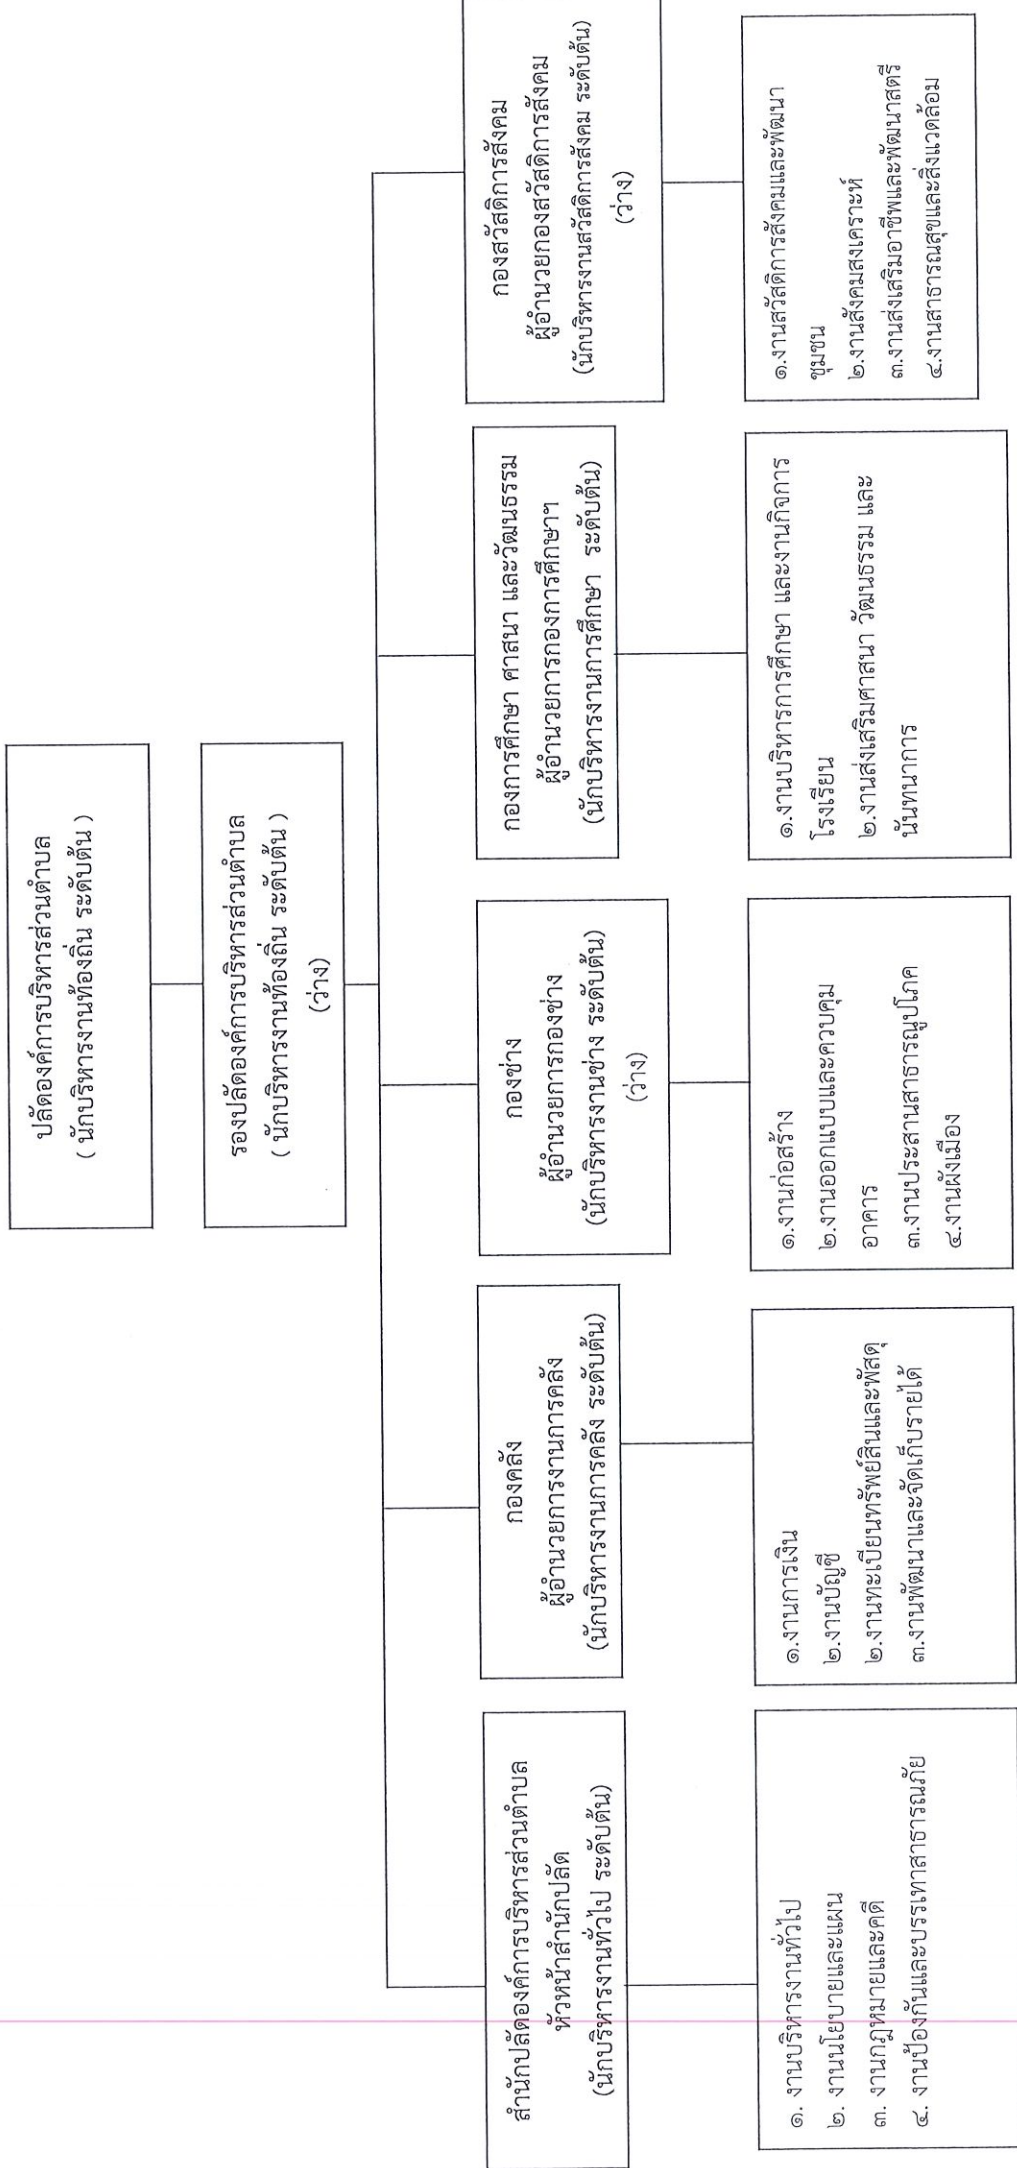 ปลัดองค์การบริหารส่วนตำบล
( นักบริหารงานท้องถิ่น ระดับต้น )
รองปลัดองค์การบริหารส่วนตำบล
( นักบริหารงานท้องถิ่น ระดับต้น )
(ว่าง)
สำนักปลัดองค์การบริหารส่วนตำบล
หัวหน้าสำนักปลัด
(นักบริหารงานทั่วไป ระดับต้น)
กองคลัง
ผู้อำนวยการงานการคลัง
(นักบริหารงานการคลัง ระดับต้น)
กองช่าง
ผู้อำนวยการกองช่าง
(นักบริหารงานช่าง ระดับต้น)
(ว่าง)
กองการศึกษา ศาสนา และวัฒนธรรม
ผู้อำนวยการกองการศึกษาฯ
(นักบริหารงานการศึกษา ระดับต้น)
กองสวัสดิการสังคม
ผู้อำนวยกองสวัสดิการสังคม
(นักบริหารงานสวัสดิการสังคม ระดับต้น)
(ว่าง)
๑. งานบริหารงานทั่วไป
๒. งานนโยบายและแผน
๓. งานกฎหมายและคดี
๔. งานป้องกันและบรรเทาสาธารณภัย
๑.งานการเงิน
๒.งานบัญชี
๒.งานทะเบียนทรัพย์สินและพัสดุ
๓.งานพัฒนาและจัดเก็บรายได้
๑.งานก่อสร้าง
๒.งานออกแบบและควบคุม
อาคาร
๓.งานประสานสาธารณูปโภค
๔.งานผังเมือง
๑.งานบริหารการศึกษา และงานกิจการ
โรงเรียน
๒.งานส่งเสริมศาสนา วัฒนธรรม และ
นันทนาการ
๑.งานสวัสดิการสังคมและพัฒนา
ชุมชน
๒.งานสังคมสงเคราะห์
๓.งานส่งเสริมอาชีพและพัฒนาสตรี
๔.งานสาธารณสุขและสิ่งแวดล้อม